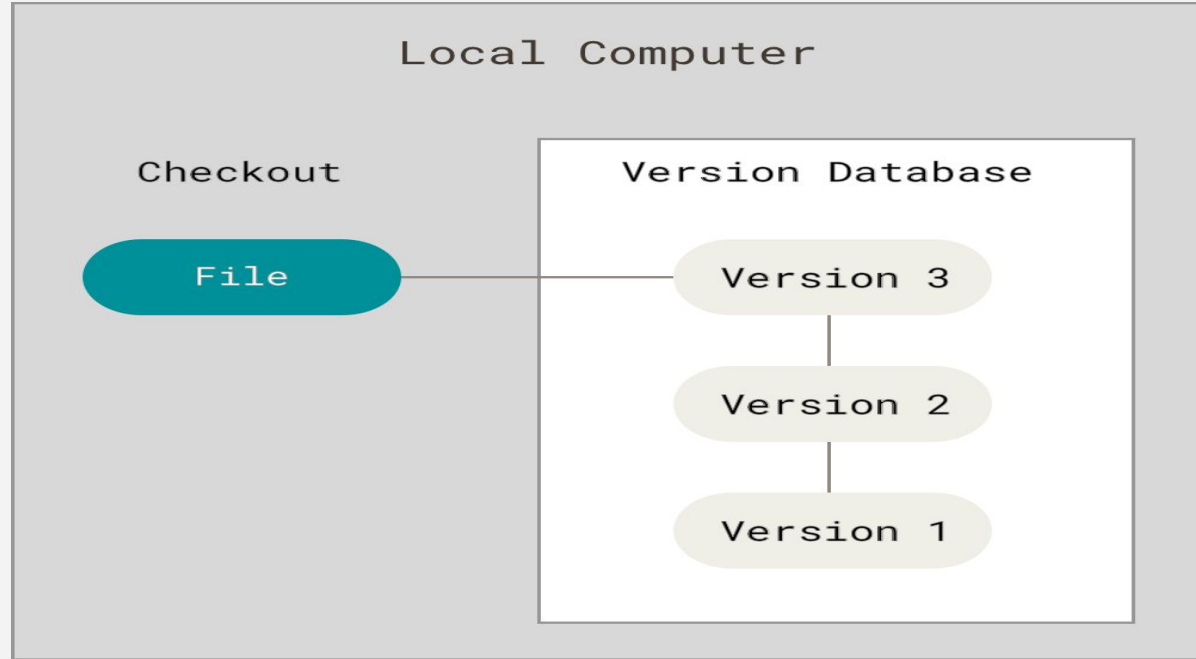 Local Computer
Checkout
Version Database
File
Version 3
Version 2
Version 1